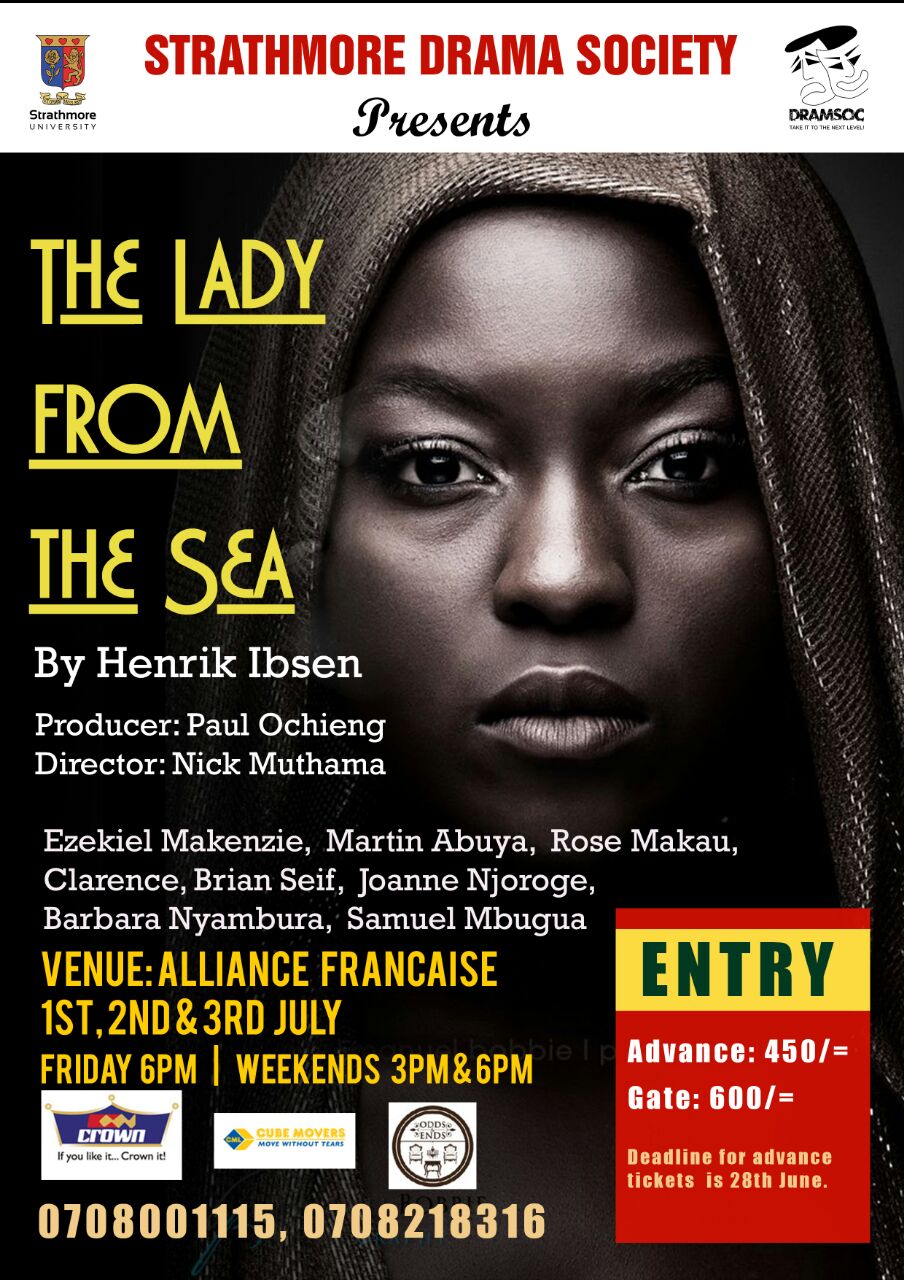 STRATHMORE DRAMA SOCIETY
Presents
Strathmore
UNIVERSITY
DRAMSOC
TAKE IT TO THE NEXT LEVEL!
THE LADY
FROM
THE SEA
By Henrik Ibsen
Producer: Paul Ochieng
Director: Nick Muthama
Ezekiel Makenzie, Martin Abuya, Rose Makau,
Clarence, Brian Seif, Joanne Njoroge,
Barbara Nyambura, Samuel Mbugua
VENUE: ALLIANCE FRANCAISE
1ST, 2ND & 3RD JULY
FRIDAY 6PM | WEEKENDS 3PM & 6PM
ENTRY
Advance: 450/=
Gate: 600/=
Deadline for advance
tickets is 28th June.
crown
If you like it... Crown it!
CML
CUBE MOVERS
MOVE WITHOUT TEARS
ODDS
& ENDS
BOBBIE
0708001115, 0708218316